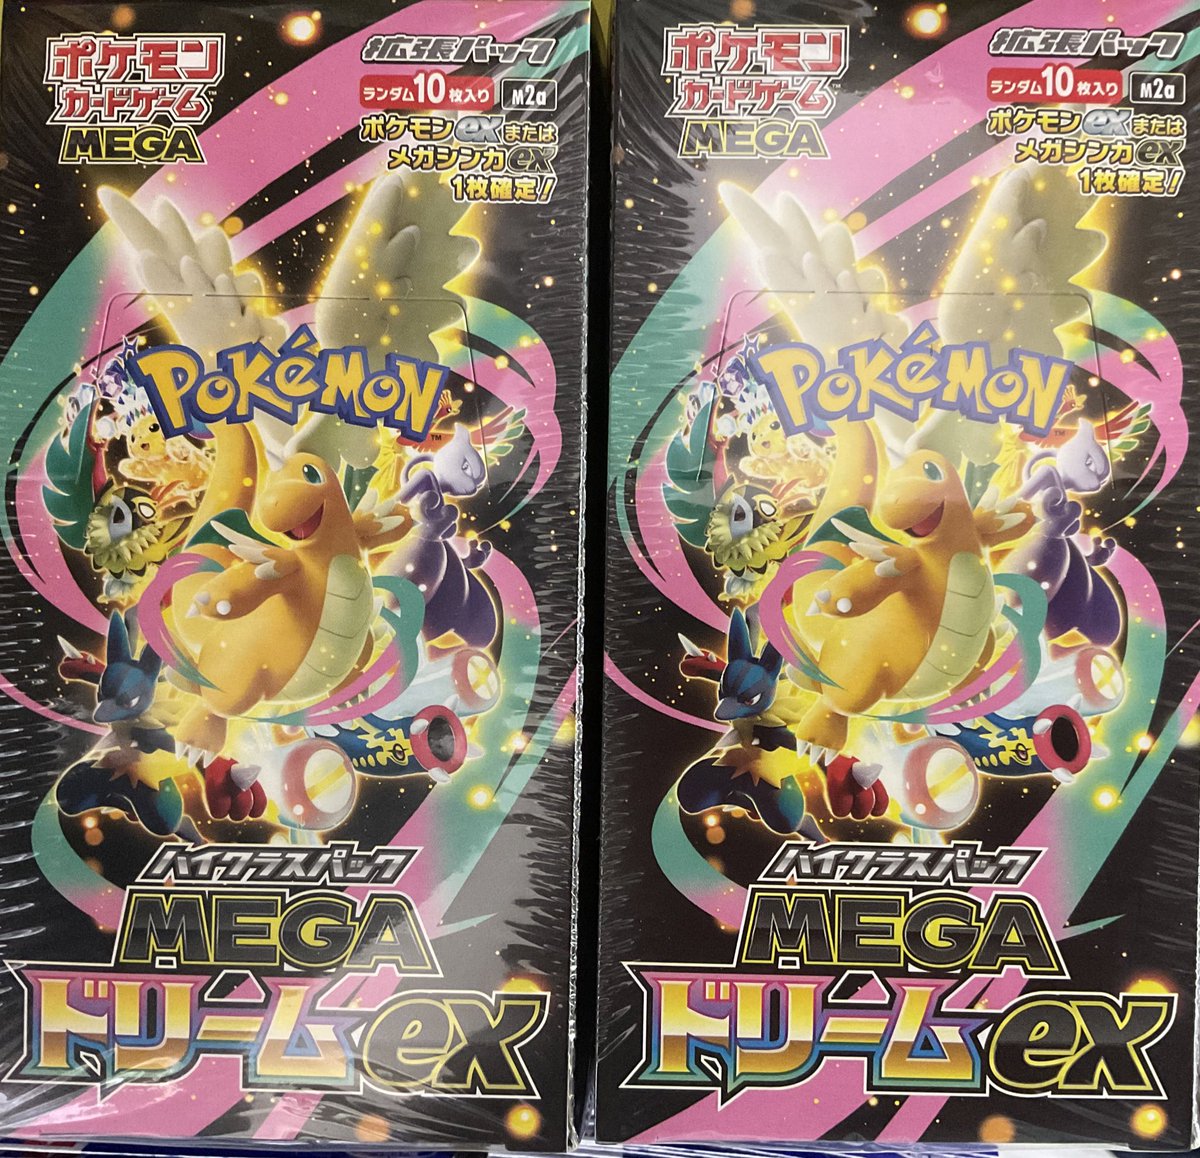 ポケモン
カードゲーム™
MEGA
拡張パック
ランダム10枚入り
M2a
ポケモンexまたは
メガシンカex
1枚確定!
POKéMON™
ハイクラスパック
MEGA
ドリームex
ポケモン
カードゲーム™
MEGA
拡張パック
ランダム10枚入り
M2a
ポケモンexまたは
メガシンカex
1枚確定!
POKéMON™
ハイクラスパック
MEGA
ドリームex